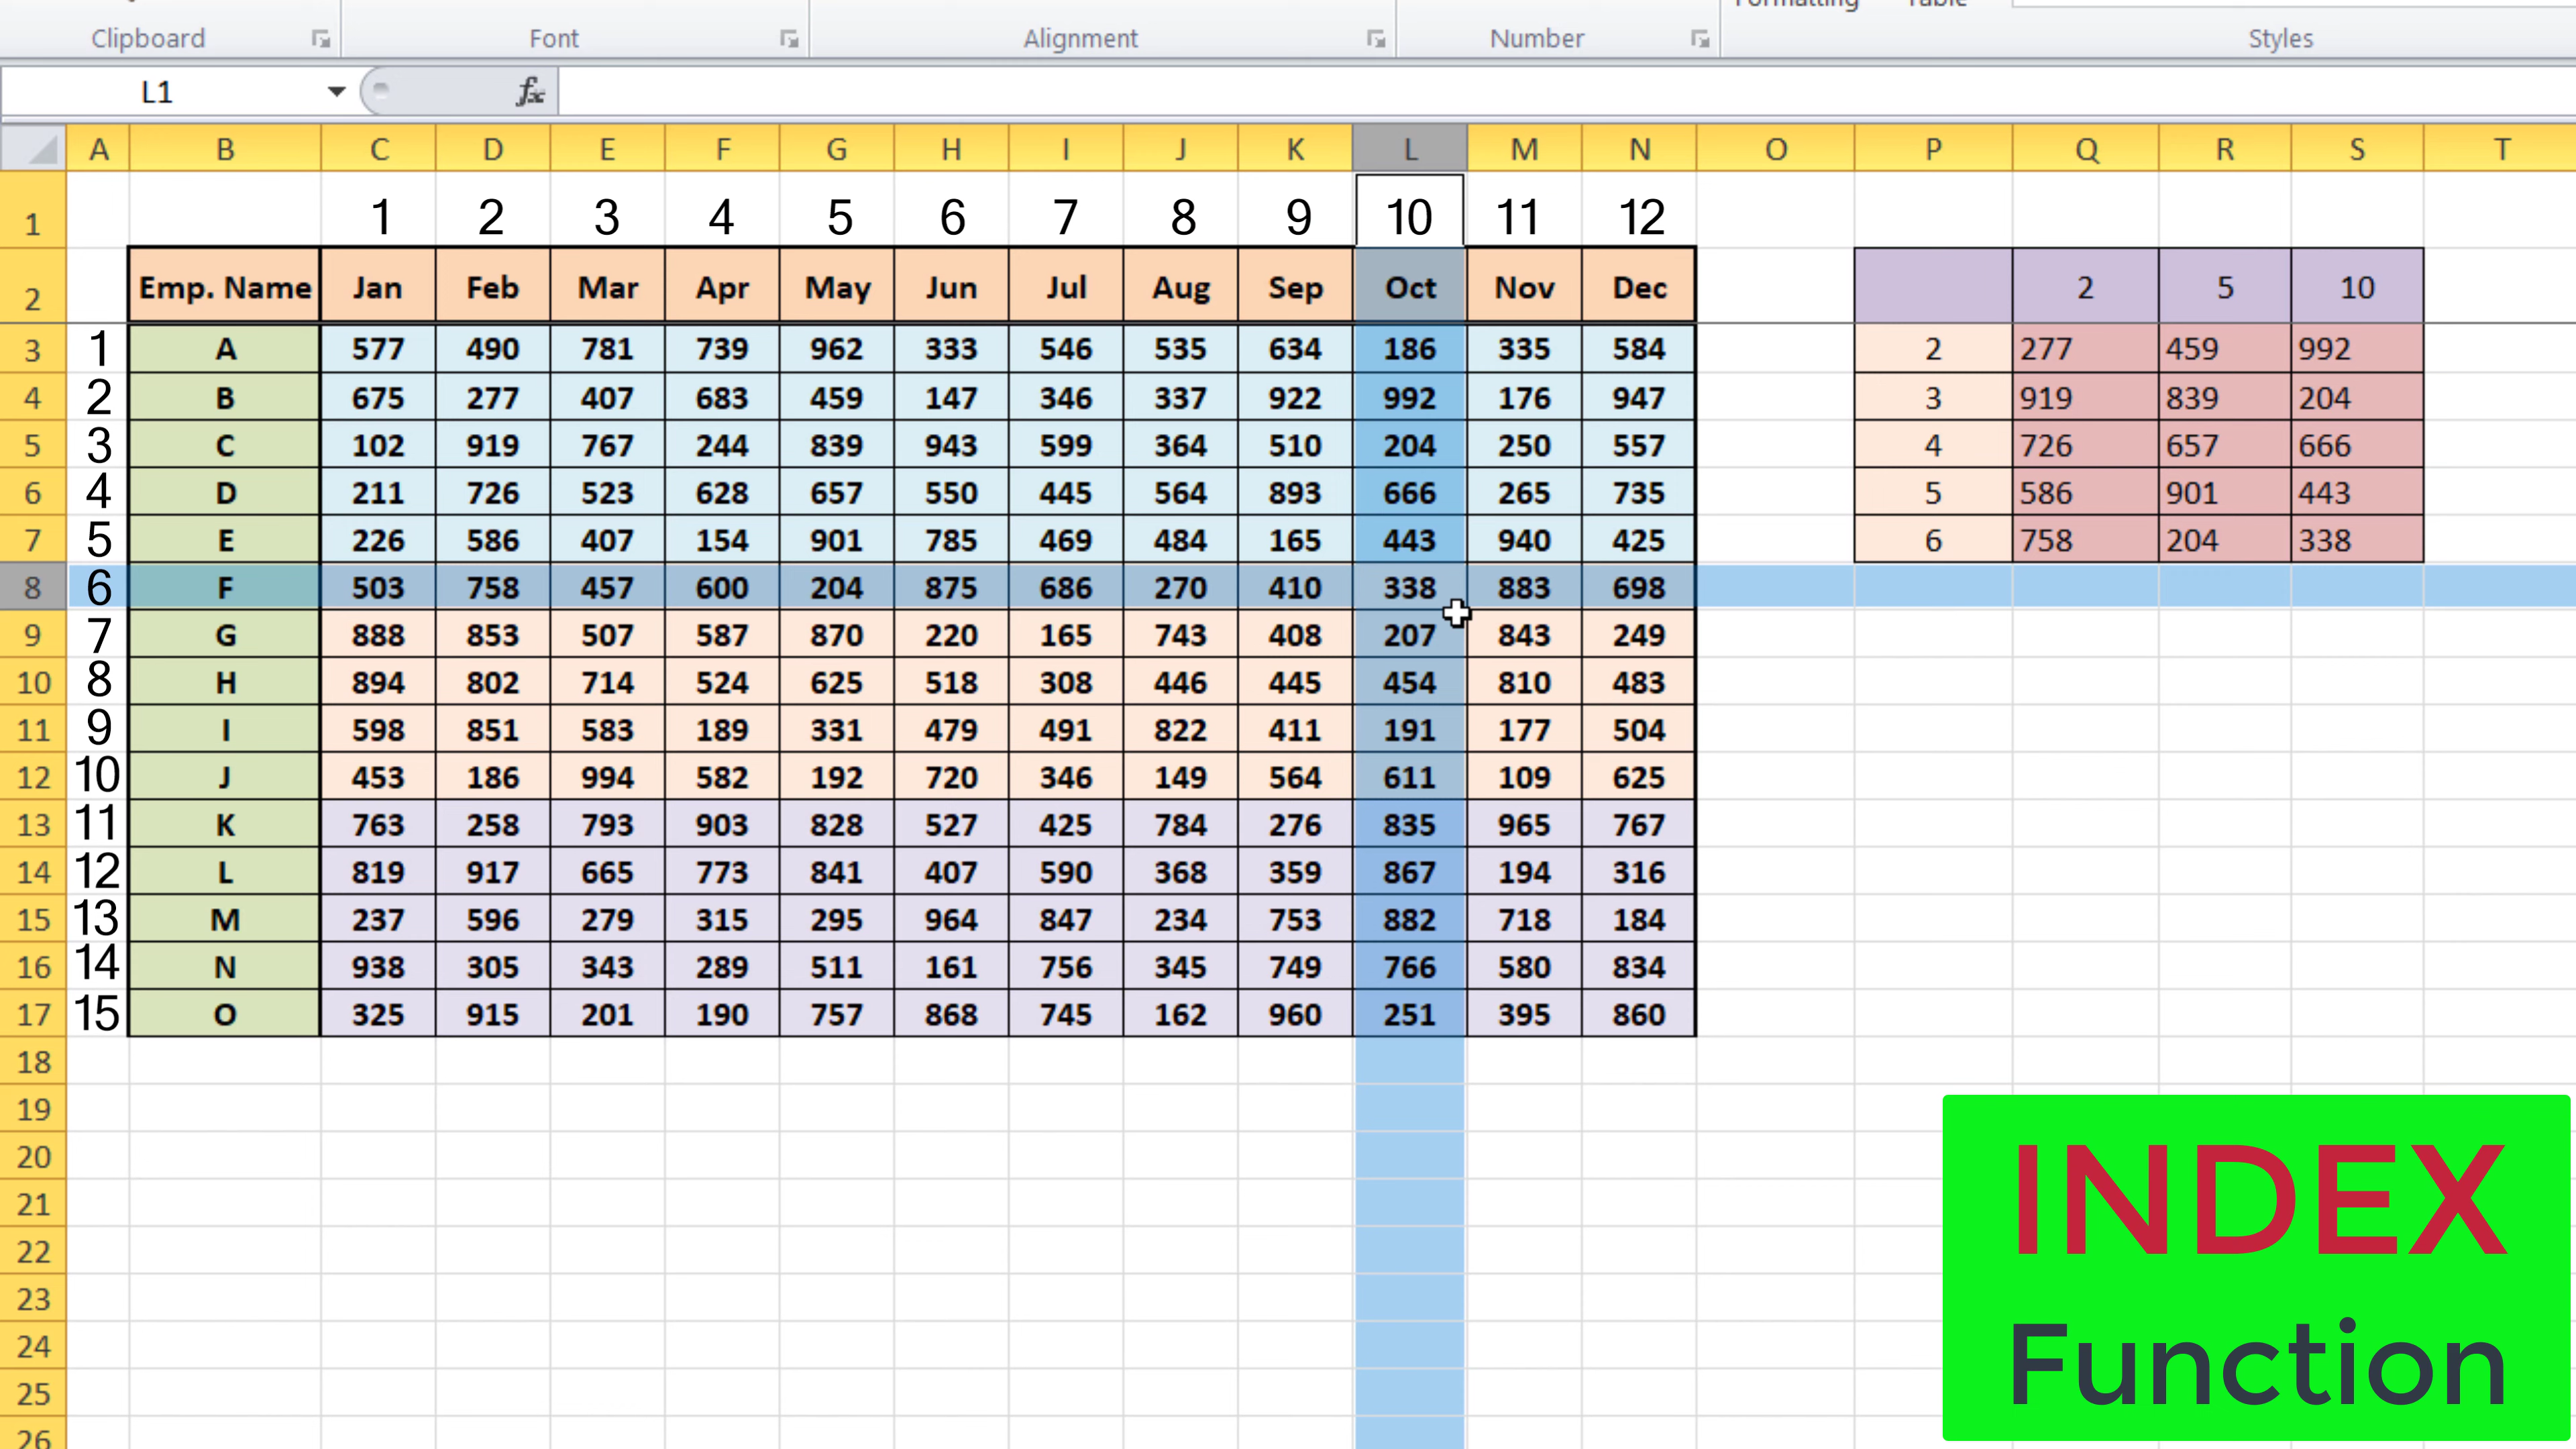 Formatting Table
Clipboard Font Alignment Number Styles
L1 fx
A B C D E F G H I J K L M N O P Q R S T
1 1 2 3 4 5 6 7 8 9 10 11 12
2 Emp. Name Jan Feb Mar Apr May Jun Jul Aug Sep Oct Nov Dec 2 5 10
3 1 A 577 490 781 739 962 333 546 535 634 186 335 584 2 277 459 992
4 2 B 675 277 407 683 459 147 346 337 922 992 176 947 3 919 839 204
5 3 C 102 919 767 244 839 943 599 364 510 204 250 557 4 726 657 666
6 4 D 211 726 523 628 657 550 445 564 893 666 265 735 5 586 901 443
7 5 E 226 586 407 154 901 785 469 484 165 443 940 425 6 758 204 338
8 6 F 503 758 457 600 204 875 686 270 410 338 883 698
9 7 G 888 853 507 587 870 220 165 743 408 207 843 249
10 8 H 894 802 714 524 625 518 308 446 445 454 810 483
11 9 I 598 851 583 189 331 479 491 822 411 191 177 504
12 10 J 453 186 994 582 192 720 346 149 564 611 109 625
13 11 K 763 258 793 903 828 527 425 784 276 835 965 767
14 12 L 819 917 665 773 841 407 590 368 359 867 194 316
15 13 M 237 596 279 315 295 964 847 234 753 882 718 184
16 14 N 938 305 343 289 511 161 756 345 749 766 580 834
17 15 O 325 915 201 190 757 868 745 162 960 251 395 860
18
19
20
21
22
23
24
25
26
INDEX
Function